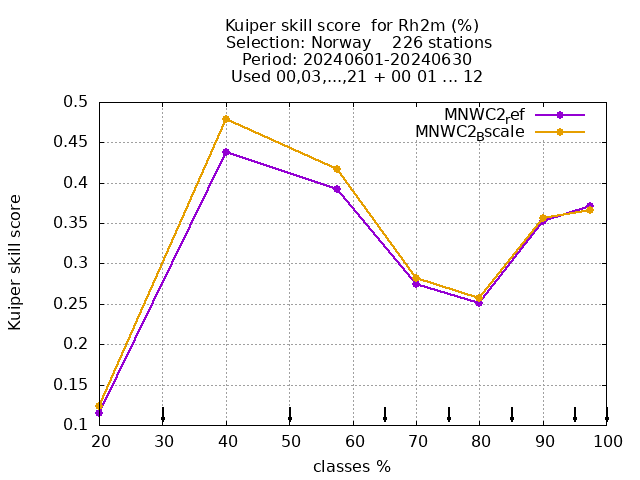 Kuiper skill score  for Rh2m (%)
Selection: Norway    226 stations
Period: 20240601-20240630
Used 00,03,...,21 + 00 01 ... 12
MNWC2ref
MNWC2Bscale
0.5
0.45
0.4
0.35
0.3
0.25
0.2
0.15
0.1
Kuiper skill score
20 30 40 50 60 70 80 90 100
classes %